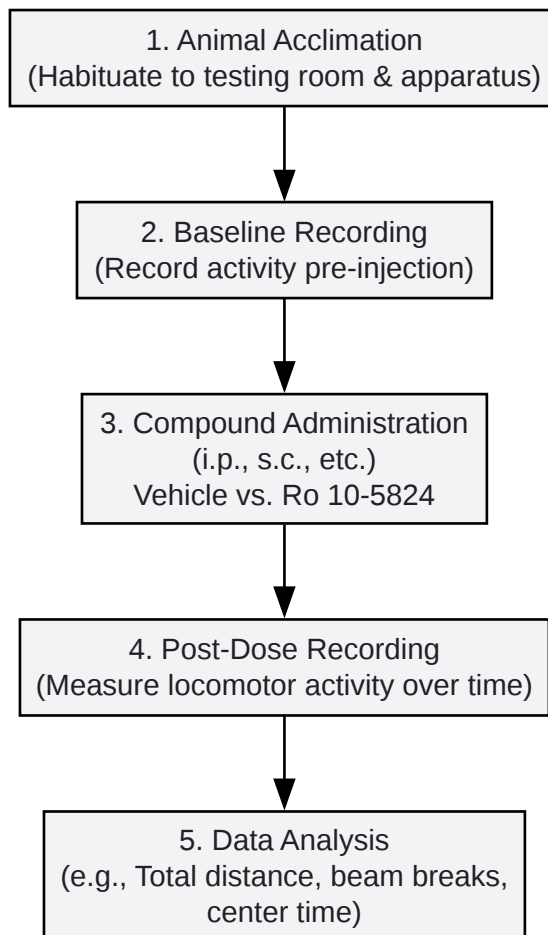 1. Animal Acclimation
(Habituate to testing room & apparatus)
2. Baseline Recording
(Record activity pre-injection)
3. Compound Administration
(i.p., s.c., etc.)
Vehicle vs. Ro 10-5824
4. Post-Dose Recording
(Measure locomotor activity over time)
5. Data Analysis
(e.g., Total distance, beam breaks,
center time)